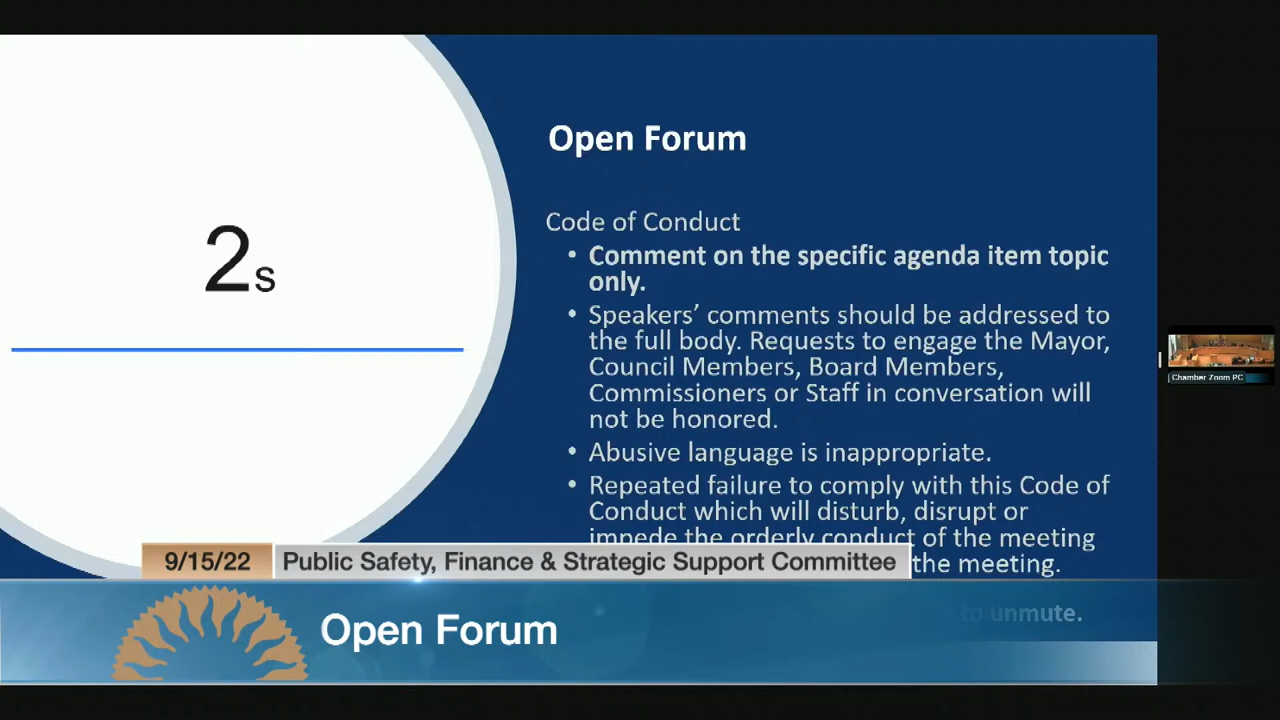 2s
Open Forum
Code of Conduct
• Comment on the specific agenda item topic
only.
• Speakers’ comments should be addressed to
the full body. Requests to engage the Mayor,
Council Members, Board Members,
Commissioners or Staff in conversation will
not be honored.
• Abusive language is inappropriate.
• Repeated failure to comply with this Code of
Conduct which will disturb, disrupt or
impede the orderly conduct of the meeting
the meeting.
to unmute.
Chamber Zoom PC
9/15/22 Public Safety, Finance & Strategic Support Committee
Open Forum